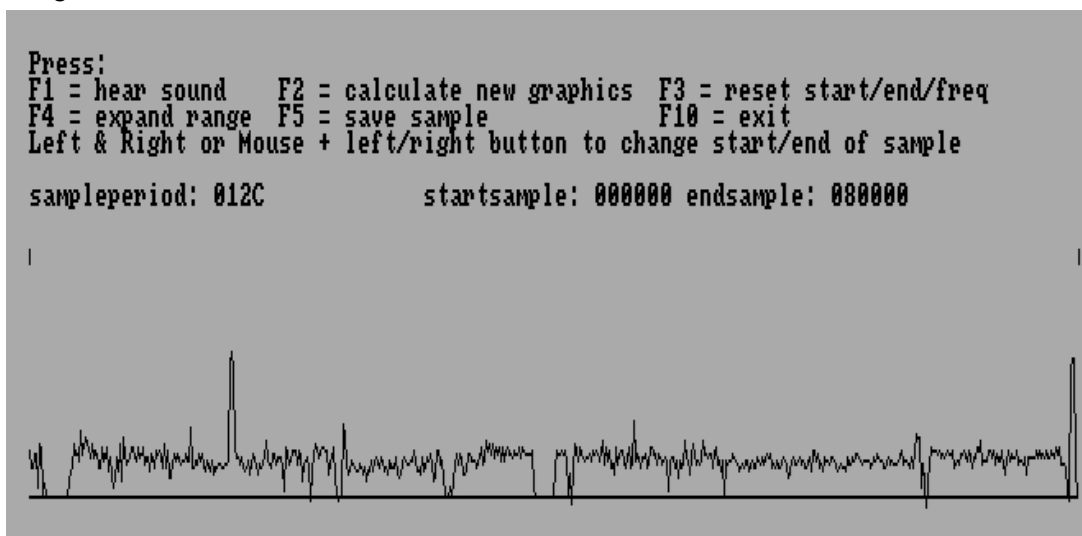 Press:
F1 = hear sound F2 = calculate new graphics F3 = reset start/end/freq
F4 = expand range F5 = save sample F10 = exit
Left & Right or Mouse + left/right button to change start/end of sample
sampleperiod: 012C startsample: 000000 endsample: 080000